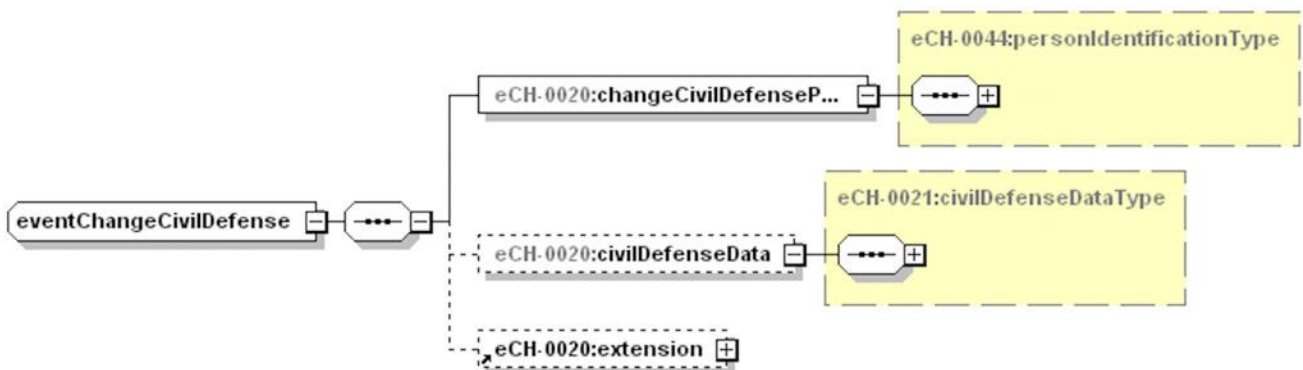 eCH-0044:personIdentificationType
eCH-0020:changeCivilDefenseP...
eCH-0021:civilDefenseDataType
eventChangeCivilDefense
eCH-0020:civilDefenseData
eCH-0020:extension